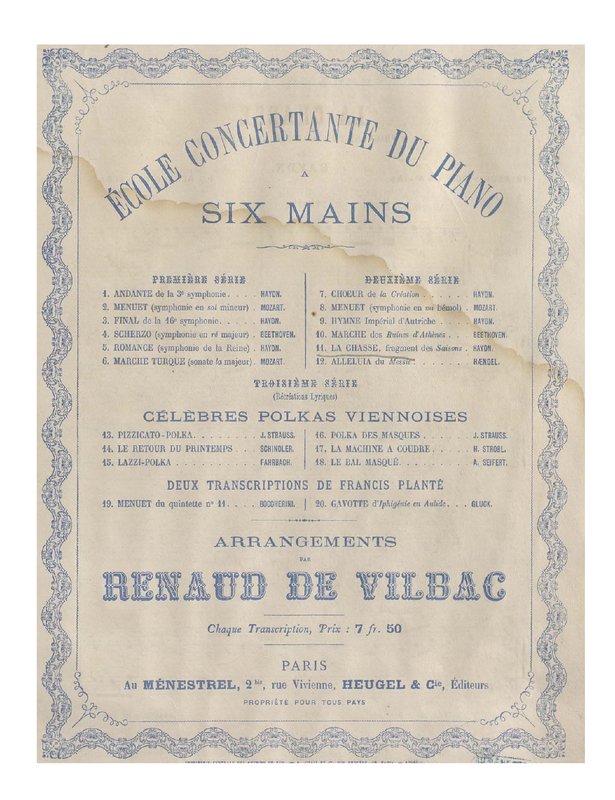 ÉCOLE CONCERTANTE DU PIANO
A
SIX MAINS
PREMIÈRE SÉRIE
1. ANDANTE de la 3e symphonie . . . . HAYDN.
2. MENUET (symphonie en sol mineur) . MOZART.
3. FINAL de la 16e symphonie . . . . . HAYDN.
4. SCHERZO (symphonie en ré majeur) . BEETHOVEN.
5. ROMANCE (symphonie de la Reine) . HAYDN.
6. MARCHE TURQUE (sonate la majeur) . MOZART.
DEUXIÈME SÉRIE
7. CHŒUR de la Création . . . . . . . HAYDN.
8. MENUET (symphonie en mi bémol) . MOZART.
9. HYMNE Impérial d'Autriche . . . . . HAYDN.
10. MARCHE des Ruines d'Athènes . . . BEETHOVEN.
11. LA CHASSE, fragment des Saisons . HAYDN.
12. ALLELUIA du Messie . . . . . . . . HÆNDEL.
TROISIÈME SÉRIE
(Récréations Lyriques)
CÉLÈBRES POLKAS VIENNOISES
13. PIZZICATO-POLKA . . . . . . . . . J. STRAUSS.
14. LE RETOUR DU PRINTEMPS . . . . SCHINDLER.
15. LAZZI-POLKA . . . . . . . . . . . . FAHRBACH.
16. POLKA DES MASQUES . . . . . . J. STRAUSS.
17. LA MACHINE A COUDRE . . . . . H. STROBL.
18. LE BAL MASQUÉ . . . . . . . . . A. SEIFERT.
DEUX TRANSCRIPTIONS DE FRANCIS PLANTÉ
19. MENUET du quintette no 11 . . . . BOCCHERINI.
20. GAVOTTE d'Iphigénie en Aulide . . . GLUCK.
ARRANGEMENTS
PAR
RENAUD DE VILBAC
Chaque Transcription, Prix : 7 fr. 50
PARIS
Au MÉNESTREL, 2 bis, rue Vivienne, HEUGEL & Cie, Éditeurs
PROPRIÉTÉ POUR TOUS PAYS